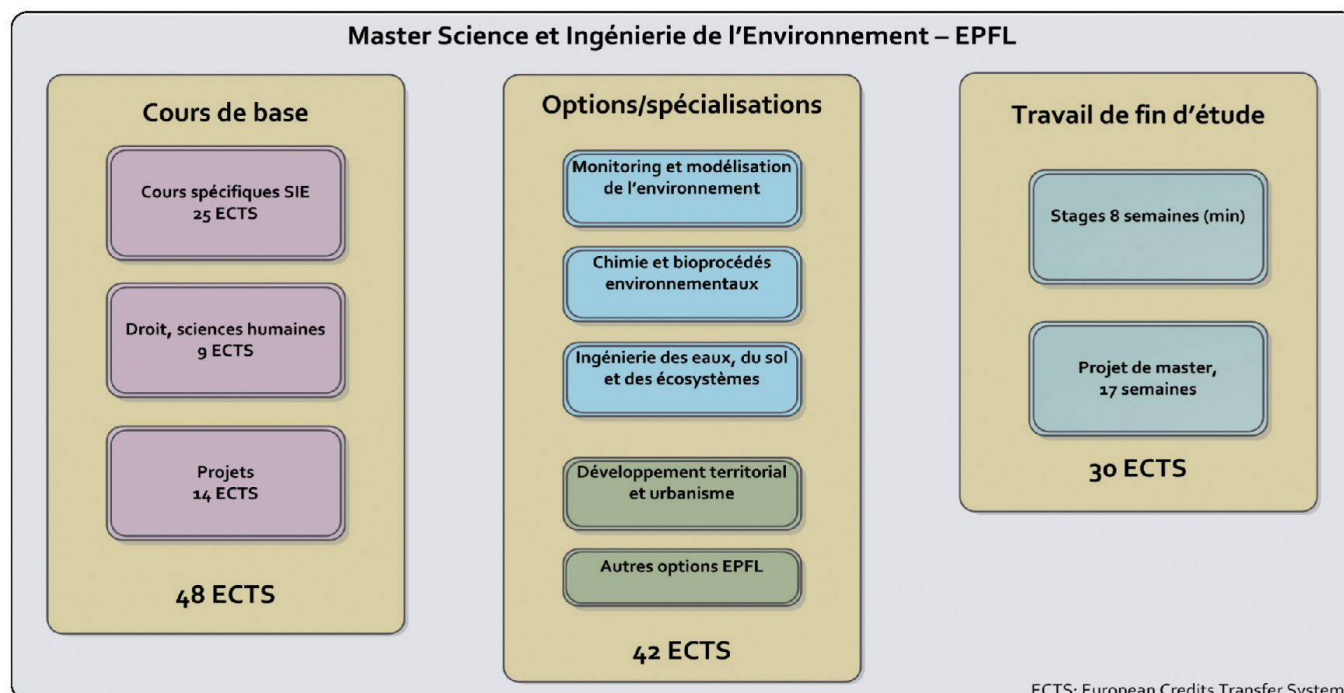 Master Science et Ingénierie de l'Environnement – EPFL
Cours de base
Cours spécifiques SIE
25 ECTS
Droit, sciences humaines
9 ECTS
Projets
14 ECTS
48 ECTS
Options/spécialisations
Monitoring et modélisation
de l'environnement
Chimie et bioprocédés
environnementaux
Ingénierie des eaux, du sol
et des écosystèmes
Développement territorial
et urbanisme
Autres options EPFL
42 ECTS
Travail de fin d'étude
Stages 8 semaines (min)
Projet de master,
17 semaines
30 ECTS
ECTS: European Credits Transfer System